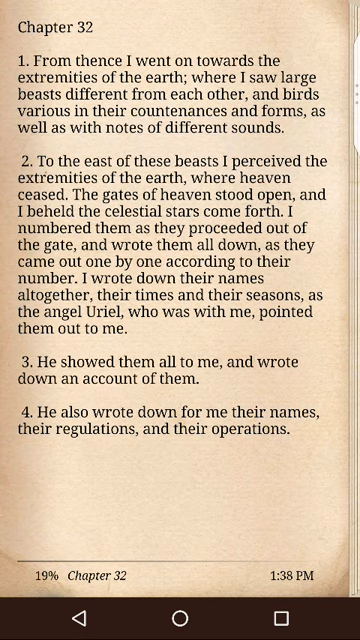 Chapter 32
1. From thence I went on towards the
extremities of the earth; where I saw large
beasts different from each other, and birds
various in their countenances and forms, as
well as with notes of different sounds.
2. To the east of these beasts I perceived the
extremities of the earth, where heaven
ceased. The gates of heaven stood open, and
I beheld the celestial stars come forth. I
numbered them as they proceeded out of
the gate, and wrote them all down, as they
came out one by one according to their
number. I wrote down their names
altogether, their times and their seasons, as
the angel Uriel, who was with me, pointed
them out to me.
3. He showed them all to me, and wrote
down an account of them.
4. He also wrote down for me their names,
their regulations, and their operations.
19% Chapter 32 1:38 PM